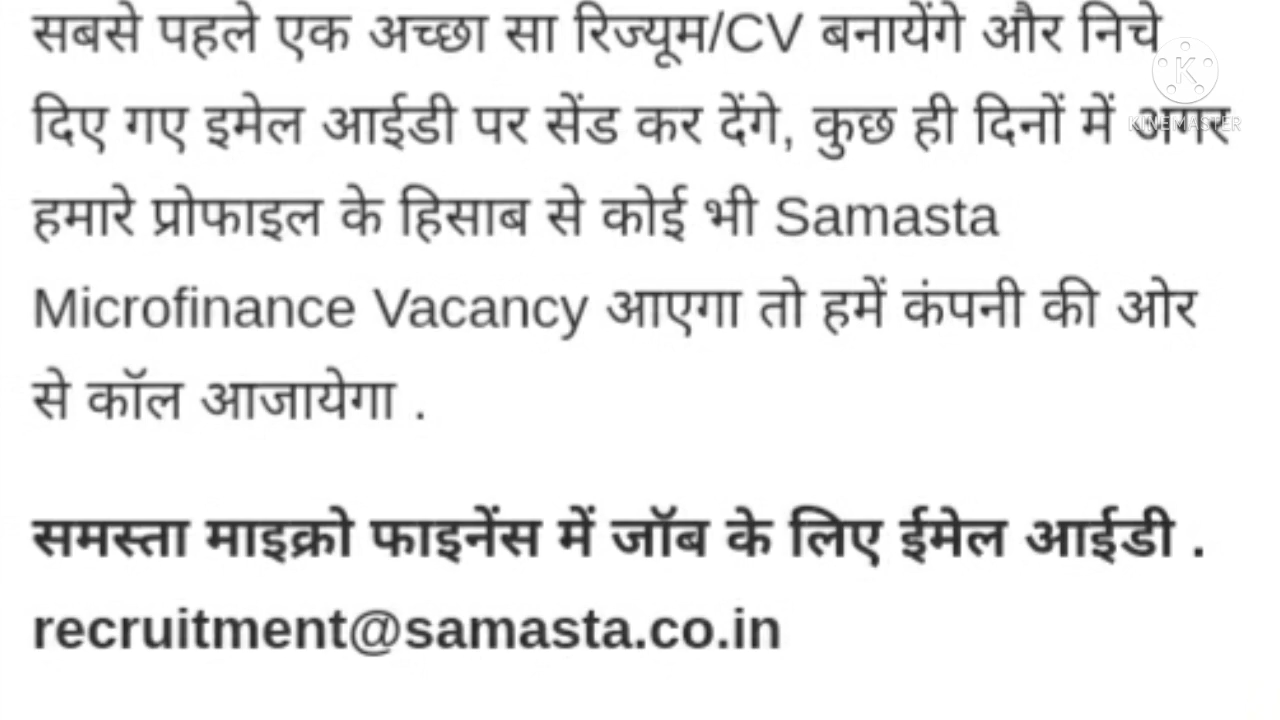 सबसे पहले एक अच्छा सा रिज्यूम/CV बनायेंगे और निचे
दिए गए इमेल आईडी पर सेंड कर देंगे, कुछ ही दिनों में अगर
हमारे प्रोफाइल के हिसाब से कोई भी Samasta
Microfinance Vacancy आएगा तो हमें कंपनी की ओर
से कॉल आजायेगा .
समस्ता माइक्रो फाइनेंस में जॉब के लिए ईमेल आईडी .
recruitment@samasta.co.in
K
KINEMASTER